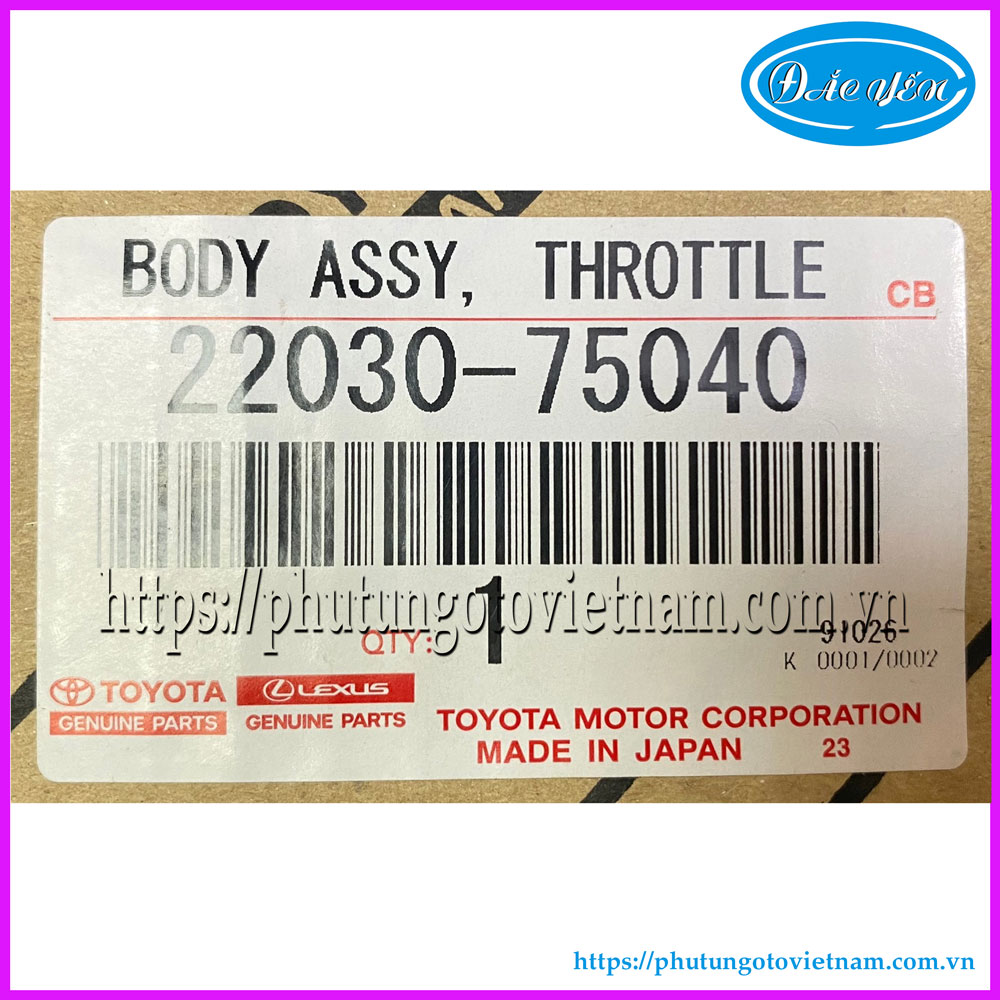 ĐẮC YẾN
BODY ASSY, THROTTLE
CB
22030-75040
https://phutungotovietnam.com.vn
QTY: 1
91026
K 0001/0002
TOYOTA
GENUINE PARTS
LEXUS
GENUINE PARTS
TOYOTA MOTOR CORPORATION
MADE IN JAPAN 23
https://phutungotovietnam.com.vn